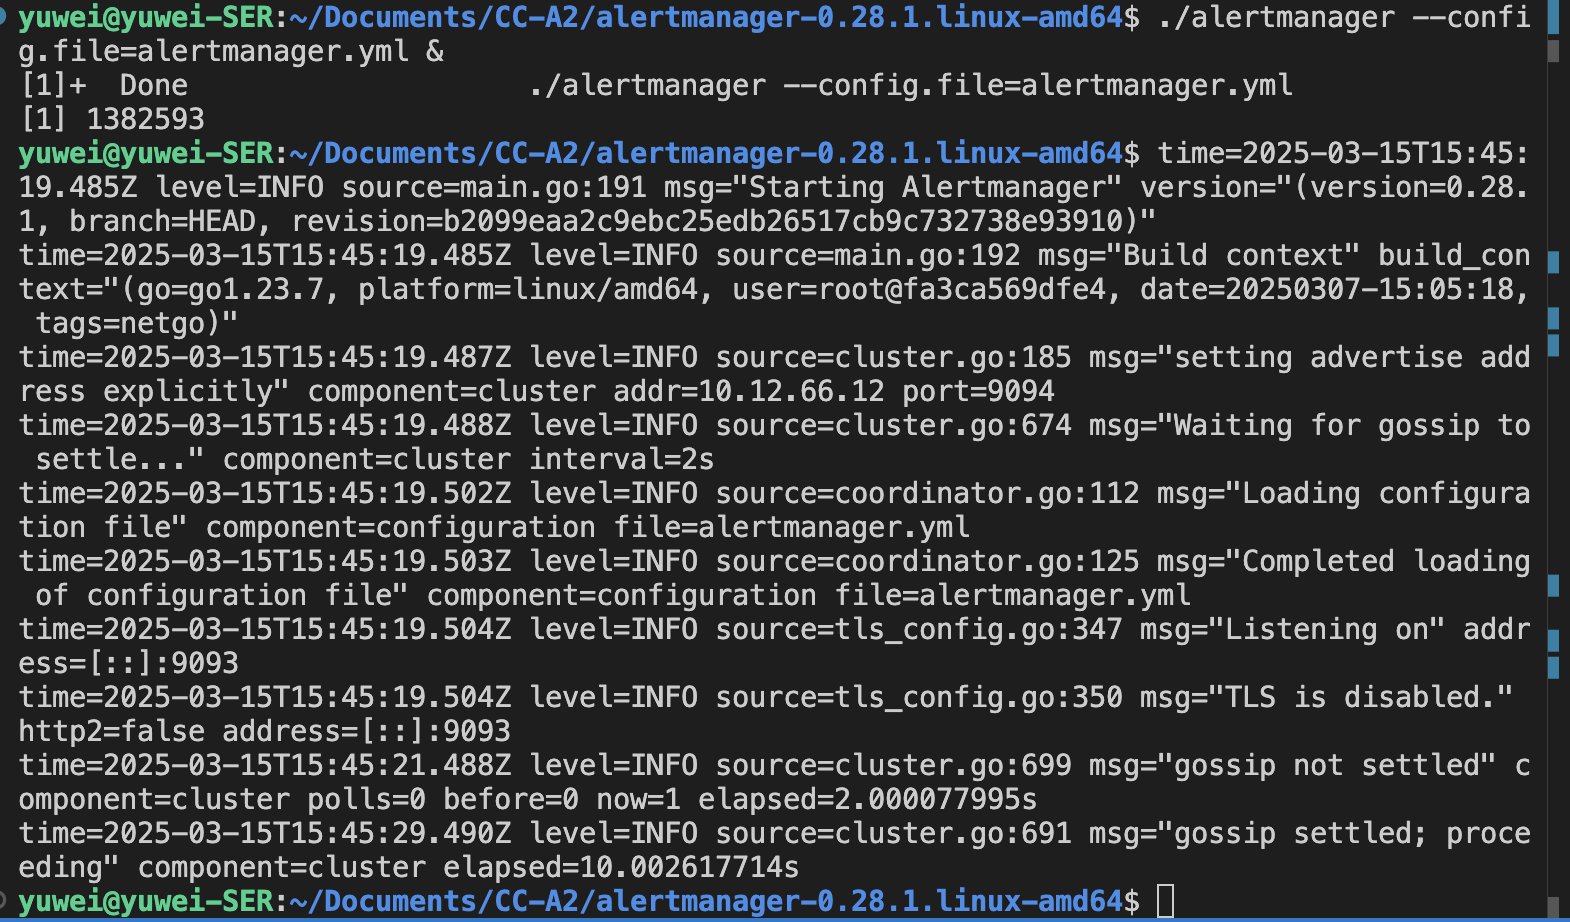 yuwei@yuwei-SER:~/Documents/CC-A2/alertmanager-0.28.1.linux-amd64$ ./alertmanager --confi
g.file=alertmanager.yml &
[1]+  Done                    ./alertmanager --config.file=alertmanager.yml
[1] 1382593
yuwei@yuwei-SER:~/Documents/CC-A2/alertmanager-0.28.1.linux-amd64$ time=2025-03-15T15:45:
19.485Z level=INFO source=main.go:191 msg="Starting Alertmanager" version="(version=0.28.
1, branch=HEAD, revision=b2099eaa2c9ebc25edb26517cb9c732738e93910)"
time=2025-03-15T15:45:19.485Z level=INFO source=main.go:192 msg="Build context" build_con
text="(go=go1.23.7, platform=linux/amd64, user=root@fa3ca569dfe4, date=20250307-15:05:18,
 tags=netgo)"
time=2025-03-15T15:45:19.487Z level=INFO source=cluster.go:185 msg="setting advertise add
ress explicitly" component=cluster addr=10.12.66.12 port=9094
time=2025-03-15T15:45:19.488Z level=INFO source=cluster.go:674 msg="Waiting for gossip to
 settle..." component=cluster interval=2s
time=2025-03-15T15:45:19.502Z level=INFO source=coordinator.go:112 msg="Loading configura
tion file" component=configuration file=alertmanager.yml
time=2025-03-15T15:45:19.503Z level=INFO source=coordinator.go:125 msg="Completed loading
 of configuration file" component=configuration file=alertmanager.yml
time=2025-03-15T15:45:19.504Z level=INFO source=tls_config.go:347 msg="Listening on" addr
ess=[::]:9093
time=2025-03-15T15:45:19.504Z level=INFO source=tls_config.go:350 msg="TLS is disabled."
http2=false address=[::]:9093
time=2025-03-15T15:45:21.488Z level=INFO source=cluster.go:699 msg="gossip not settled" c
omponent=cluster polls=0 before=0 now=1 elapsed=2.000077995s
time=2025-03-15T15:45:29.490Z level=INFO source=cluster.go:691 msg="gossip settled; proce
eding" component=cluster elapsed=10.002617714s
yuwei@yuwei-SER:~/Documents/CC-A2/alertmanager-0.28.1.linux-amd64$